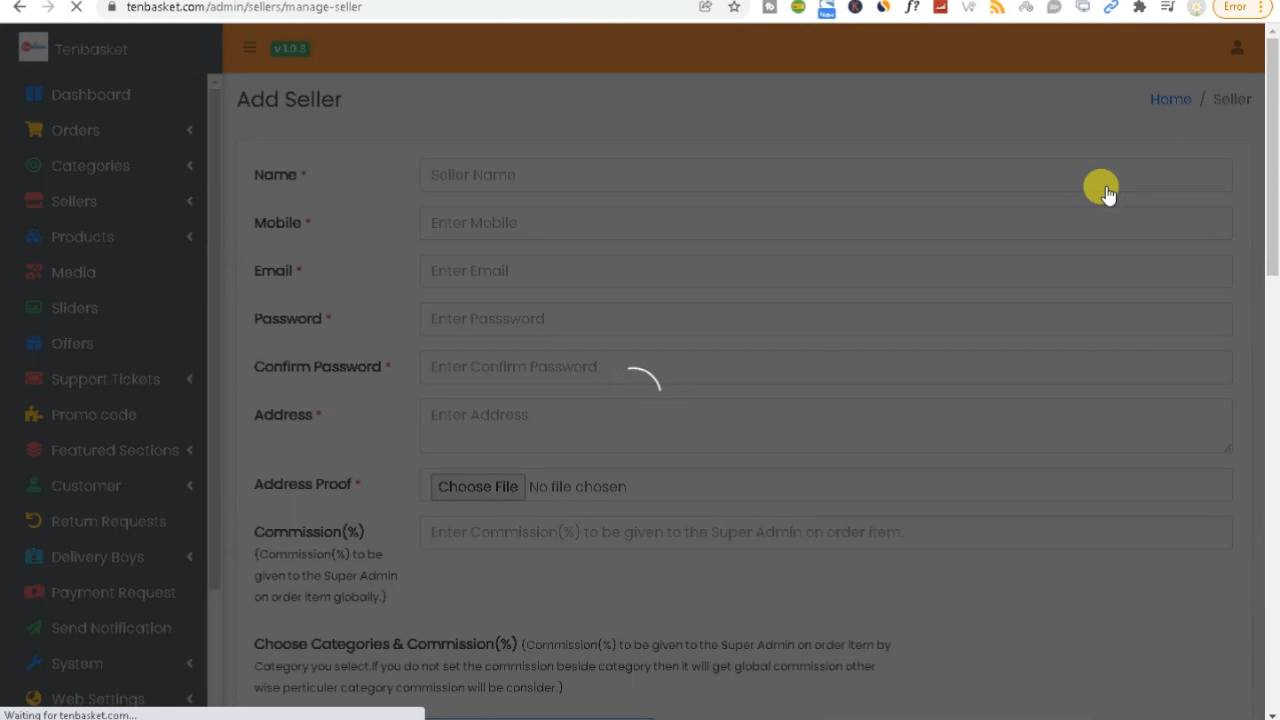 tenbasket.com/admin/sellers/manage-seller
Error
Tenbasket
v 1.0.3
Dashboard
Orders
Categories
Sellers
Products
Media
Sliders
Offers
Support Tickets
Promo code
Featured Sections
Customer
Return Requests
Delivery Boys
Payment Request
Send Notification
System
Web Settings
Add Seller
Home / Seller
Name * Seller Name
Mobile * Enter Mobile
Email * Enter Email
Password * Enter Passsword
Confirm Password * Enter Confirm Password
Address * Enter Address
Address Proof * Choose File No file chosen
Commission(%) Enter Commission(%) to be given to the Super Admin on order item.
(Commission(%) to be
given to the Super Admin
on order item globally.)
Choose Categories & Commission(%) (Commission(%) to be given to the Super Admin on order item by
Category you select.If you do not set the commission beside category then it will get global commission other
wise perticuler category commission will be consider.)
Waiting for tenbasket.com...